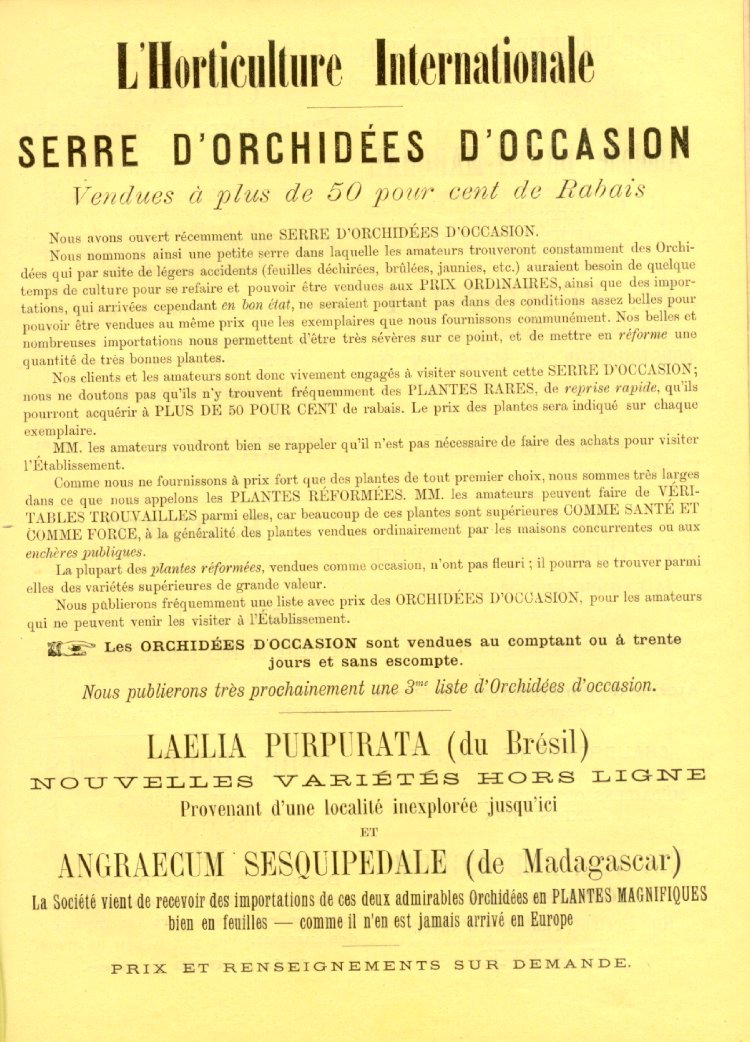 L'Horticulture Internationale
SERRE D'ORCHIDÉES D'OCCASION
Vendues à plus de 50 pour cent de Rabais
Nous avons ouvert récemment une SERRE D'ORCHIDÉES D'OCCASION.
Nous nommons ainsi une petite serre dans laquelle les amateurs trouveront constamment des Orchi-
dées qui par suite de légers accidents (feuilles déchirées, brûlées, jaunies, etc.) auraient besoin de quelque
temps de culture pour se refaire et pouvoir être vendues aux PRIX ORDINAIRES, ainsi que des impor-
tations, qui arrivées cependant en bon état, ne seraient pourtant pas dans des conditions assez belles pour
pouvoir être vendues au même prix que les exemplaires que nous fournissons communément. Nos belles et
nombreuses importations nous permettent d'être très sévères sur ce point, et de mettre en réforme une
quantité de très bonnes plantes.
Nos clients et les amateurs sont donc vivement engagés à visiter souvent cette SERRE D'OCCASION;
nous ne doutons pas qu'ils n'y trouvent fréquemment des PLANTES RARES, de reprise rapide, qu'ils
pourront acquérir à PLUS DE 50 POUR CENT de rabais. Le prix des plantes sera indiqué sur chaque
exemplaire.
MM. les amateurs voudront bien se rappeler qu'il n'est pas nécessaire de faire des achats pour visiter
l'Établissement.
Comme nous ne fournissons à prix fort que des plantes de tout premier choix, nous sommes très larges
dans ce que nous appelons les PLANTES RÉFORMÉES. MM. les amateurs peuvent faire de VÉRI-
TABLES TROUVAILLES parmi elles, car beaucoup de ces plantes sont supérieures COMME SANTÉ ET
COMME FORCE, à la généralité des plantes vendues ordinairement par les maisons concurrentes ou aux
enchères publiques.
La plupart des plantes réformées, vendues comme occasion, n'ont pas fleuri ; il pourra se trouver parmi
elles des variétés supérieures de grande valeur.
Nous publierons fréquemment une liste avec prix des ORCHIDÉES D'OCCASION, pour les amateurs
qui ne peuvent venir les visiter à l'Établissement.
Les ORCHIDÉES D'OCCASION sont vendues au comptant ou à trente
jours et sans escompte.
Nous publierons très prochainement une 3me liste d'Orchidées d'occasion.
LAELIA PURPURATA (du Brésil)
NOUVELLES VARIÉTÉS HORS LIGNE
Provenant d'une localité inexplorée jusqu'ici
ET
ANGRAECUM SESQUIPEDALE (de Madagascar)
La Société vient de recevoir des importations de ces deux admirables Orchidées en PLANTES MAGNIFIQUES
bien en feuilles — comme il n'en est jamais arrivé en Europe
PRIX ET RENSEIGNEMENTS SUR DEMANDE.